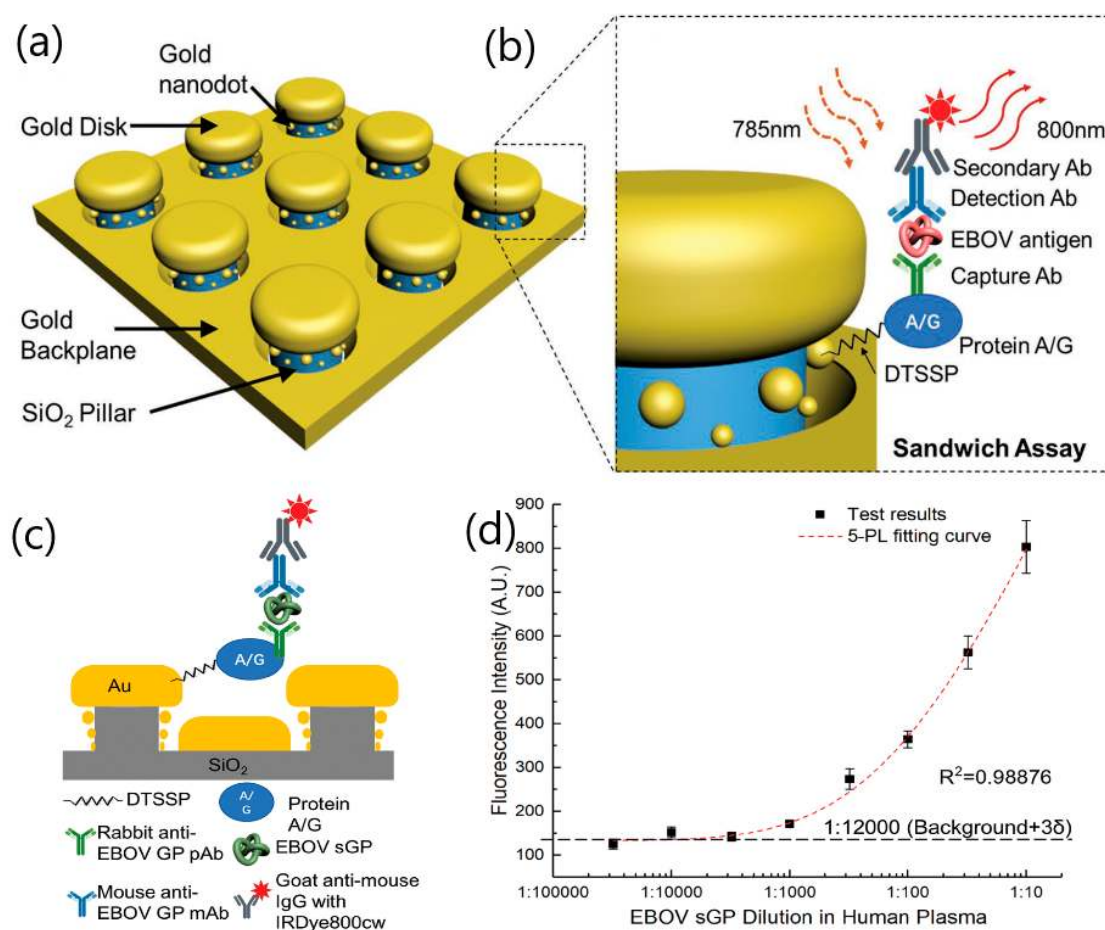 (a)
Gold
nanodot
Gold Disk
Gold
Backplane
SiO₂ Pillar
(b)
785nm
800nm
Secondary Ab
Detection Ab
EBOV antigen
Capture Ab
A/G
Protein A/G
DTSSP
Sandwich Assay
(c)
A/G
Au
SiO₂
DTSSP
A/
G
Protein
A/G
Rabbit anti-
EBOV GP pAb
EBOV sGP
Mouse anti-
EBOV GP mAb
Goat anti-mouse
IgG with
IRDye800cw
(d)
Fluorescence Intensity (A.U.)
900
800
700
600
500
400
300
200
100
Test results
5-PL fitting curve
R²=0.98876
1:12000 (Background+3δ)
1:100000 1:10000 1:1000 1:100 1:10
EBOV sGP Dilution in Human Plasma